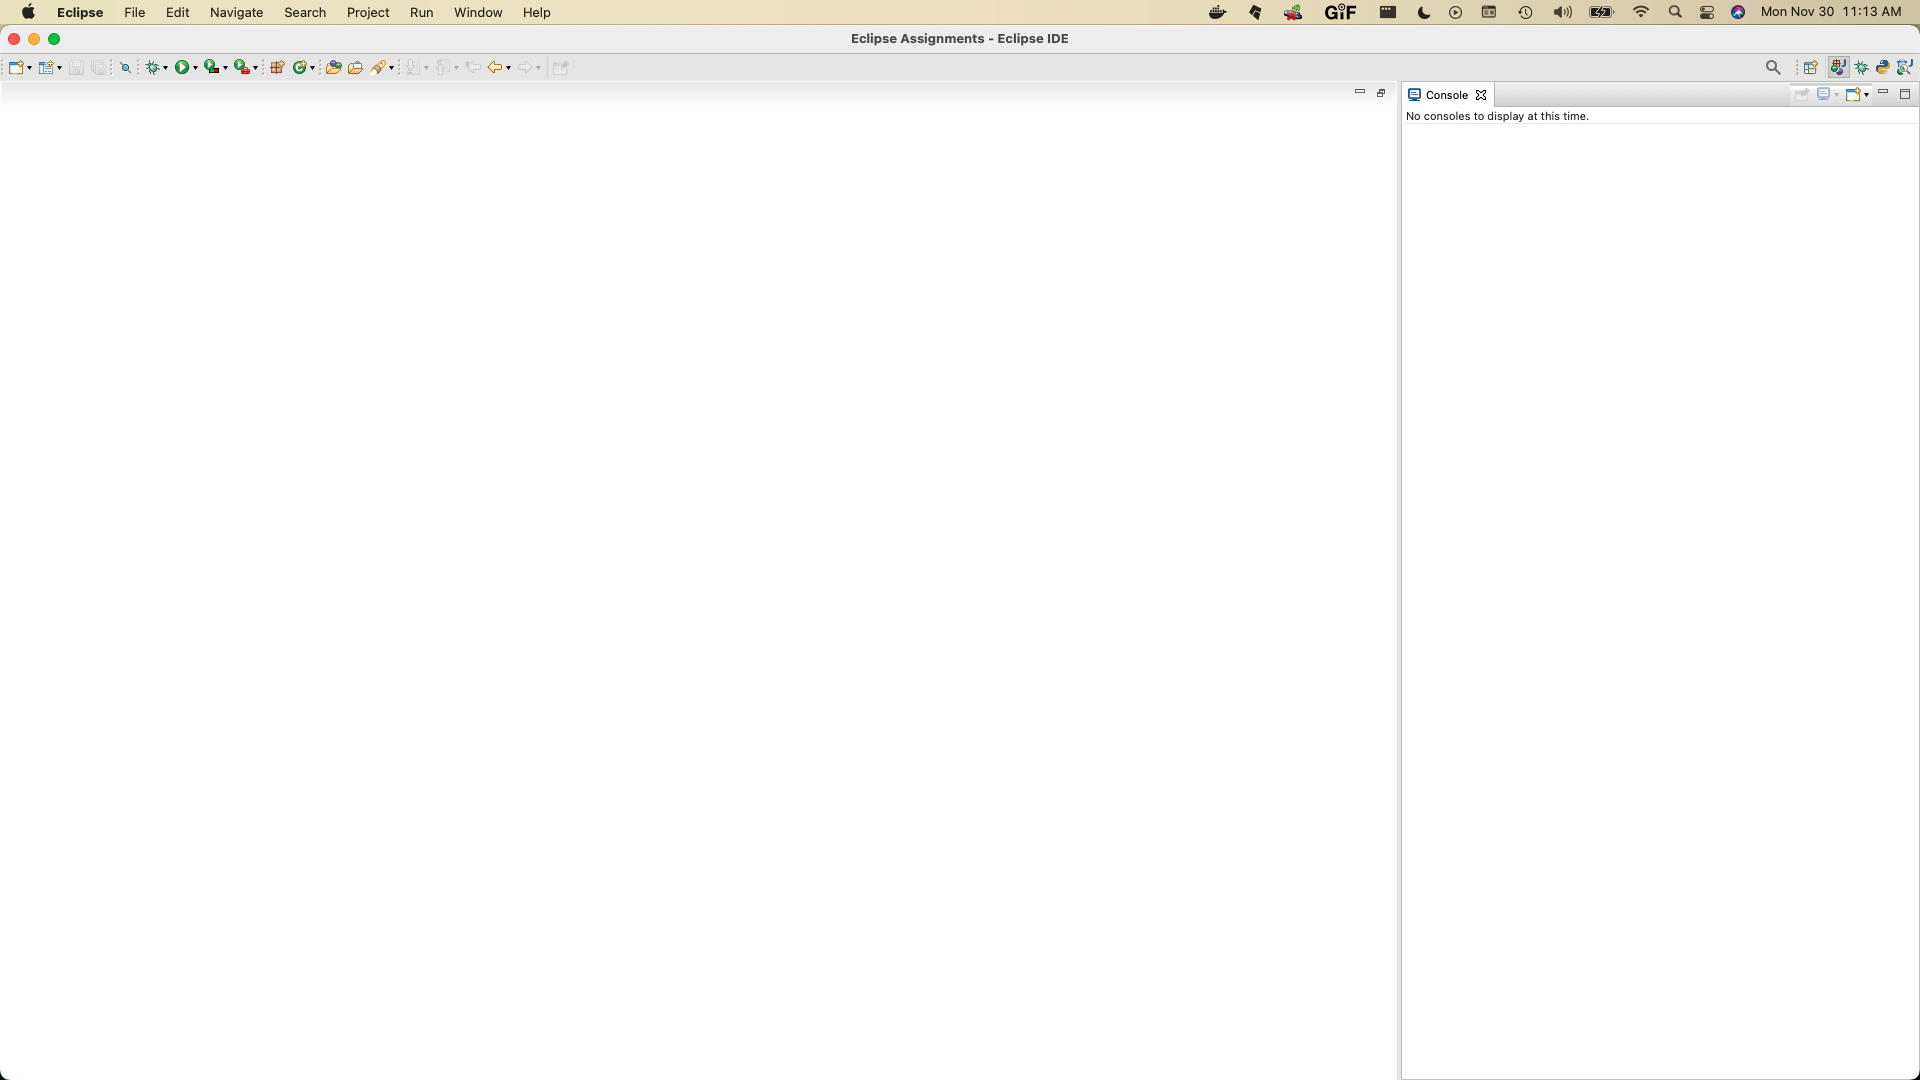 Eclipse File Edit Navigate Search Project Run Window Help GIF Mon Nov 30 11:13 AM
Eclipse Assignments - Eclipse IDE
Console
No consoles to display at this time.